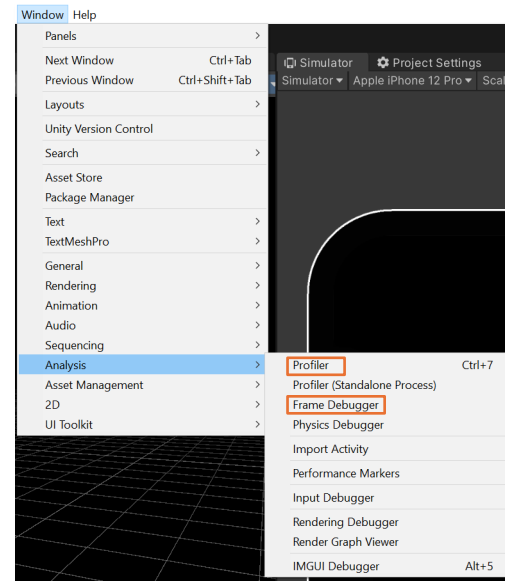 Window Help
Panels
Next Window Ctrl+Tab
Previous Window Ctrl+Shift+Tab
Layouts
Unity Version Control
Search
Asset Store
Package Manager
Text
TextMeshPro
General
Rendering
Animation
Audio
Sequencing
Analysis
Asset Management
2D
UI Toolkit
Simulator Project Settings
Simulator Apple iPhone 12 Pro Scal
Profiler Ctrl+7
Profiler (Standalone Process)
Frame Debugger
Physics Debugger
Import Activity
Performance Markers
Input Debugger
Rendering Debugger
Render Graph Viewer
IMGUI Debugger Alt+5